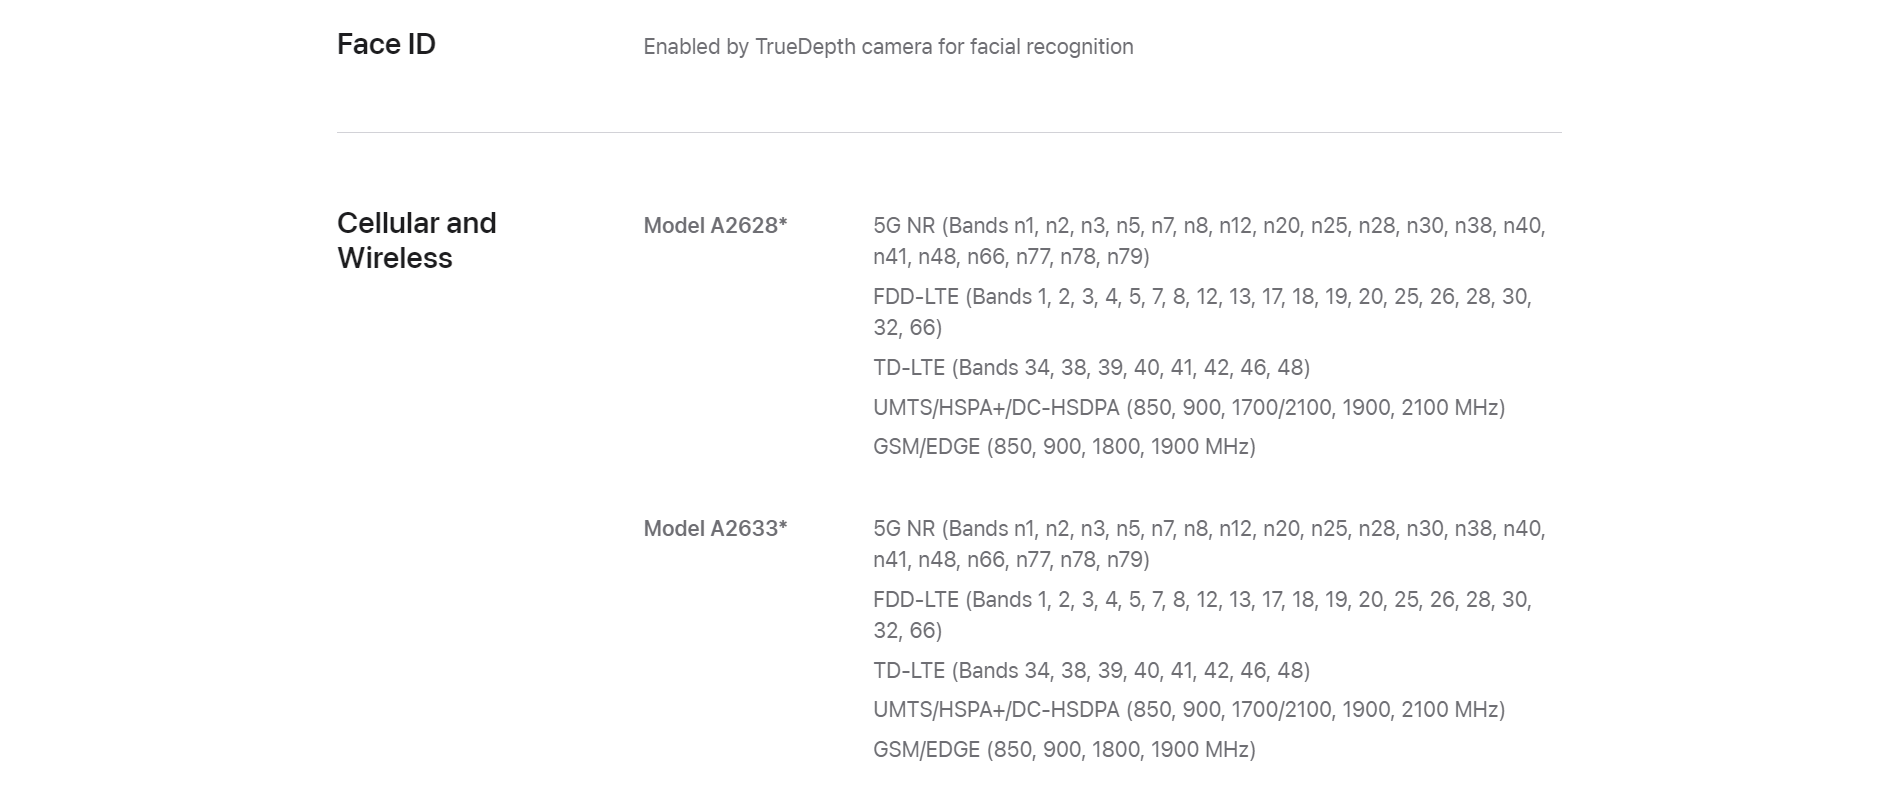 Face ID
Enabled by TrueDepth camera for facial recognition
Cellular and
Wireless
Model A2628*
5G NR (Bands n1, n2, n3, n5, n7, n8, n12, n20, n25, n28, n30, n38, n40,
n41, n48, n66, n77, n78, n79)
FDD-LTE (Bands 1, 2, 3, 4, 5, 7, 8, 12, 13, 17, 18, 19, 20, 25, 26, 28, 30,
32, 66)
TD-LTE (Bands 34, 38, 39, 40, 41, 42, 46, 48)
UMTS/HSPA+/DC-HSDPA (850, 900, 1700/2100, 1900, 2100 MHz)
GSM/EDGE (850, 900, 1800, 1900 MHz)
Model A2633*
5G NR (Bands n1, n2, n3, n5, n7, n8, n12, n20, n25, n28, n30, n38, n40,
n41, n48, n66, n77, n78, n79)
FDD-LTE (Bands 1, 2, 3, 4, 5, 7, 8, 12, 13, 17, 18, 19, 20, 25, 26, 28, 30,
32, 66)
TD-LTE (Bands 34, 38, 39, 40, 41, 42, 46, 48)
UMTS/HSPA+/DC-HSDPA (850, 900, 1700/2100, 1900, 2100 MHz)
GSM/EDGE (850, 900, 1800, 1900 MHz)